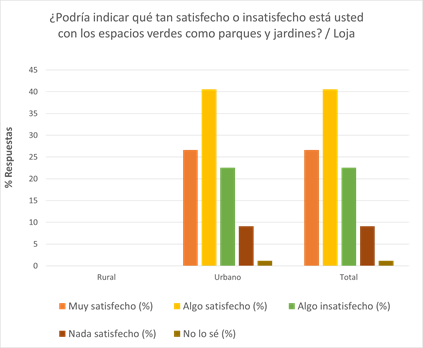 ¿Podría indicar qué tan satisfecho o insatisfecho está usted
con los espacios verdes como parques y jardines? / Loja
% Respuestas
45
40
35
30
25
20
15
10
5
0
Rural Urbano Total
Muy satisfecho (%) Algo satisfecho (%) Algo insatisfecho (%)
Nada satisfecho (%) No lo sé (%)